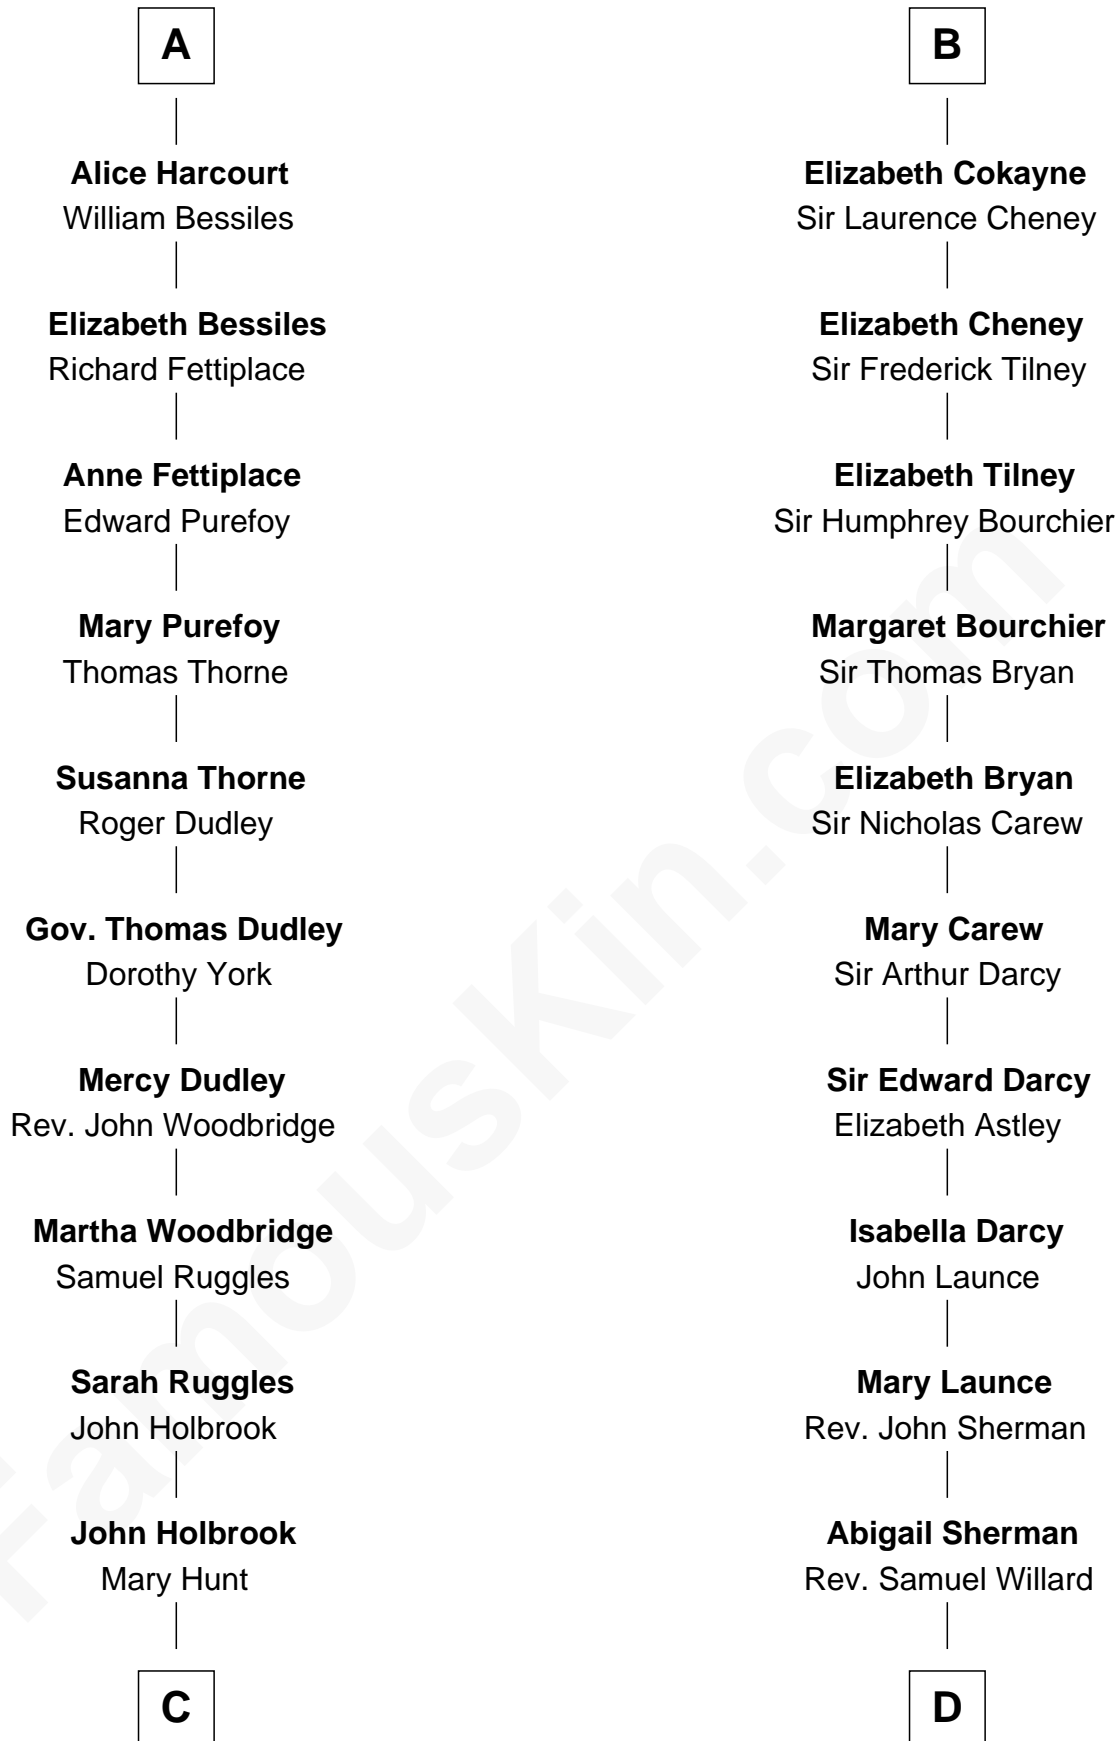 A
Alice Harcourt
William Bessiles
Elizabeth Bessiles
Richard Fettiplace
Anne Fettiplace
Edward Purefoy
Mary Purefoy
Thomas Thorne
Susanna Thorne
Roger Dudley
Gov. Thomas Dudley
Dorothy York
Mercy Dudley
Rev. John Woodbridge
Martha Woodbridge
Samuel Ruggles
Sarah Ruggles
John Holbrook
John Holbrook
Mary Hunt
C
B
Elizabeth Cokayne
Sir Laurence Cheney
Elizabeth Cheney
Sir Frederick Tilney
Elizabeth Tilney
Sir Humphrey Bourchier
Margaret Bourchier
Sir Thomas Bryan
Elizabeth Bryan
Sir Nicholas Carew
Mary Carew
Sir Arthur Darcy
Sir Edward Darcy
Elizabeth Astley
Isabella Darcy
John Launce
Mary Launce
Rev. John Sherman
Abigail Sherman
Rev. Samuel Willard
D
FamousKin.com